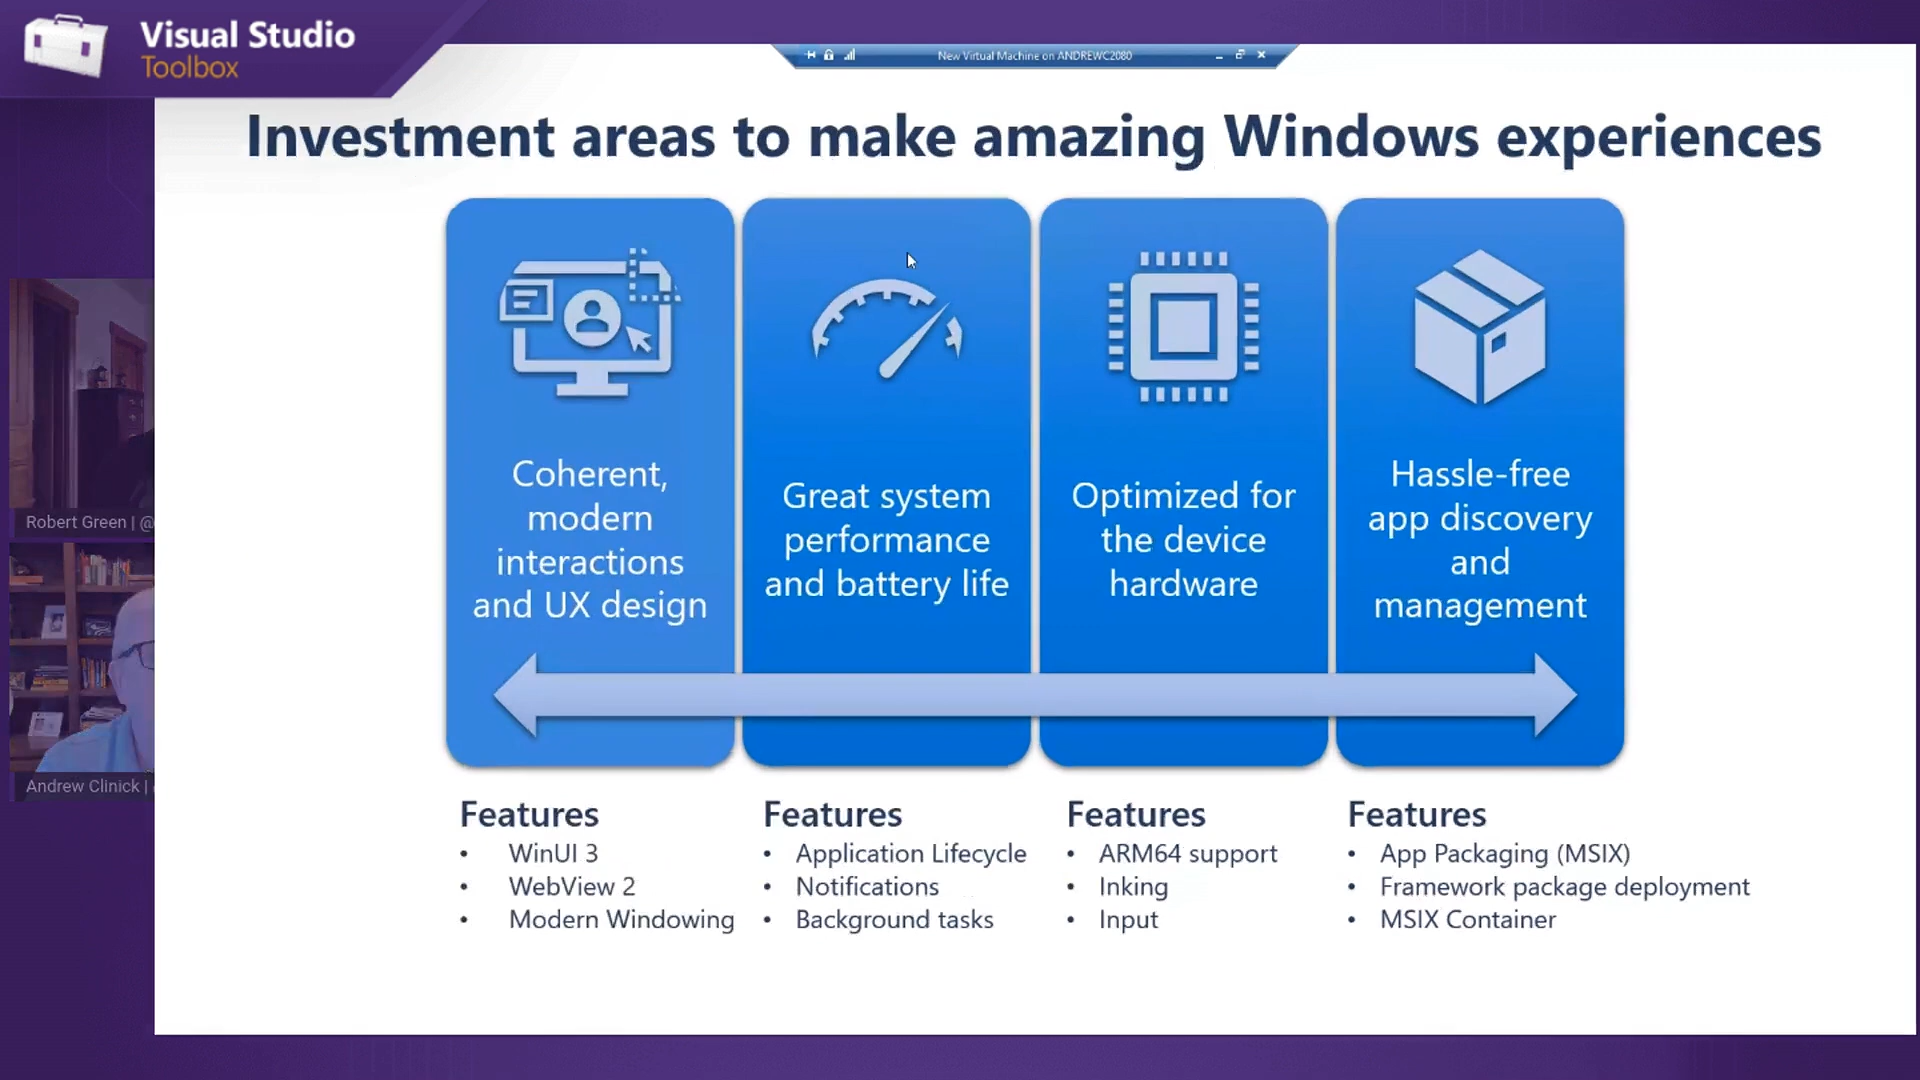 Visual Studio
Toolbox
New Virtual Machine on ANDREWC2080
Investment areas to make amazing Windows experiences
Coherent,
modern
interactions
and UX design
Great system
performance
and battery life
Optimized for
the device
hardware
Hassle-free
app discovery
and
management
Robert Green | @
Andrew Clinick |
Features
• WinUI 3
• WebView 2
• Modern Windowing
Features
• Application Lifecycle
• Notifications
• Background tasks
Features
• ARM64 support
• Inking
• Input
Features
• App Packaging (MSIX)
• Framework package deployment
• MSIX Container